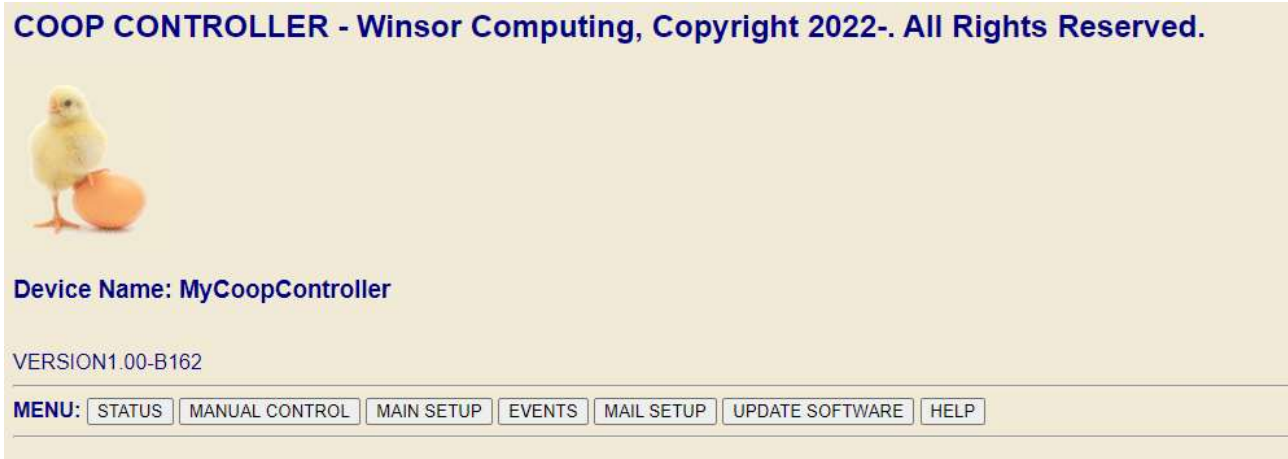 COOP CONTROLLER - Winsor Computing, Copyright 2022-. All Rights Reserved.
Device Name: MyCoopController
VERSION1.00-B162
MENU: STATUS MANUAL CONTROL MAIN SETUP EVENTS MAIL SETUP UPDATE SOFTWARE HELP